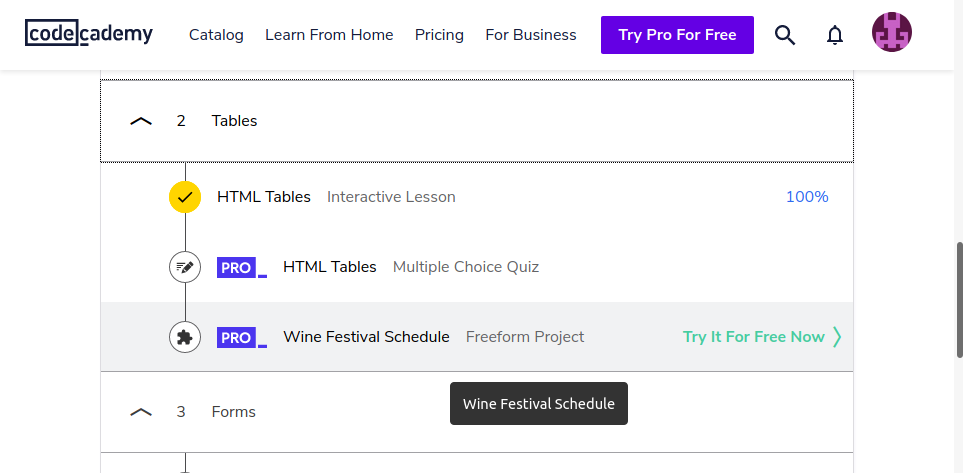 codecademy Catalog Learn From Home Pricing For Business Try Pro For Free
2 Tables
HTML Tables Interactive Lesson 100%
PRO HTML Tables Multiple Choice Quiz
PRO Wine Festival Schedule Freeform Project Try It For Free Now
Wine Festival Schedule
3 Forms